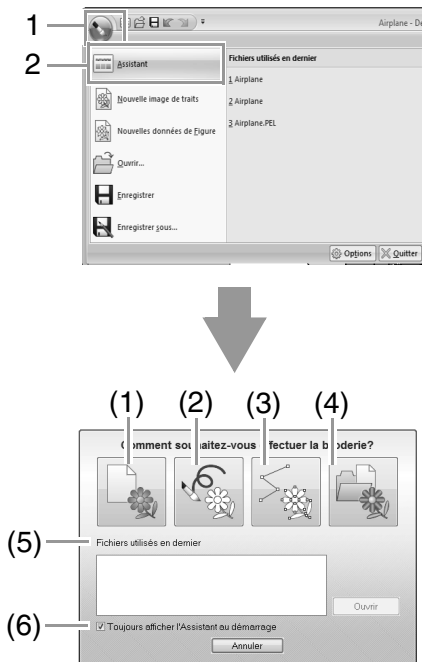 1
Airplane - De
2
Assistant
Fichiers utilisés en dernier
1 Airplane
Nouvelle image de traits
2 Airplane
Nouvelles données de Figure
3 Airplane.PEL
Ouvrir...
Enregistrer
Enregistrer sous...
Options Quitter
(1) (2) (3) (4)
Comment souhaitez-vous effectuer la broderie?
(5) Fichiers utilisés en dernier
Ouvrir
(6) Toujours afficher l'Assistant au démarrage
Annuler